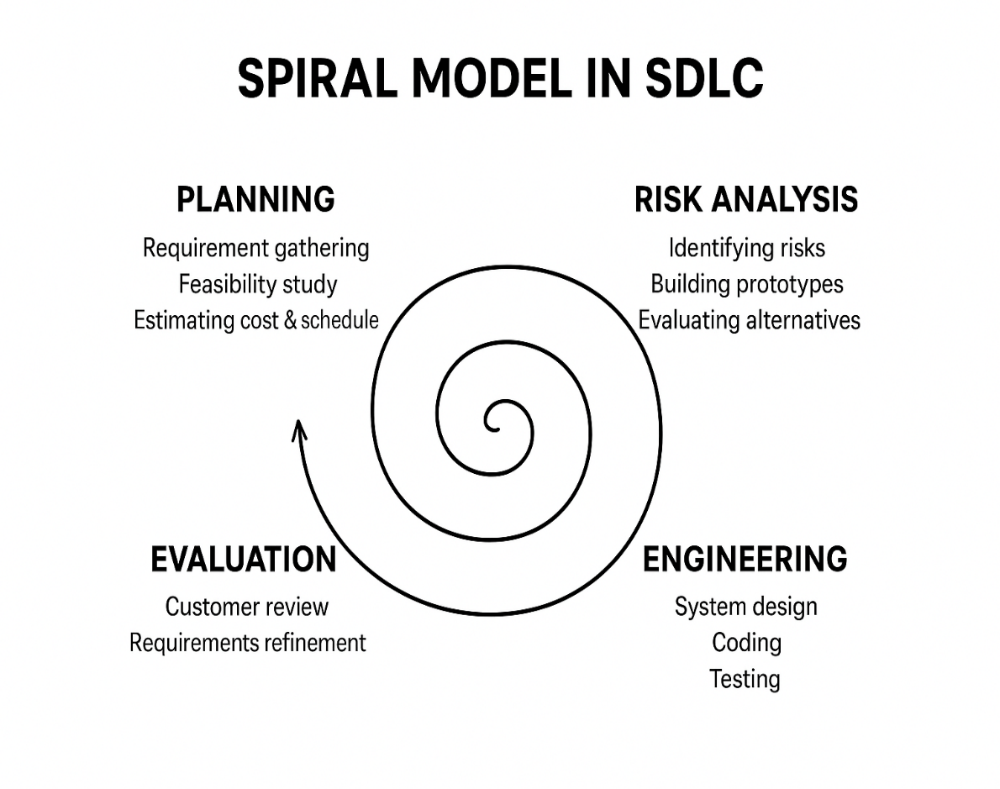 SPIRAL MODEL IN SDLC
PLANNING
Requirement gathering
Feasibility study
Estimating cost & schedule
RISK ANALYSIS
Identifying risks
Building prototypes
Evaluating alternatives
EVALUATION
Customer review
Requirements refinement
ENGINEERING
System design
Coding
Testing